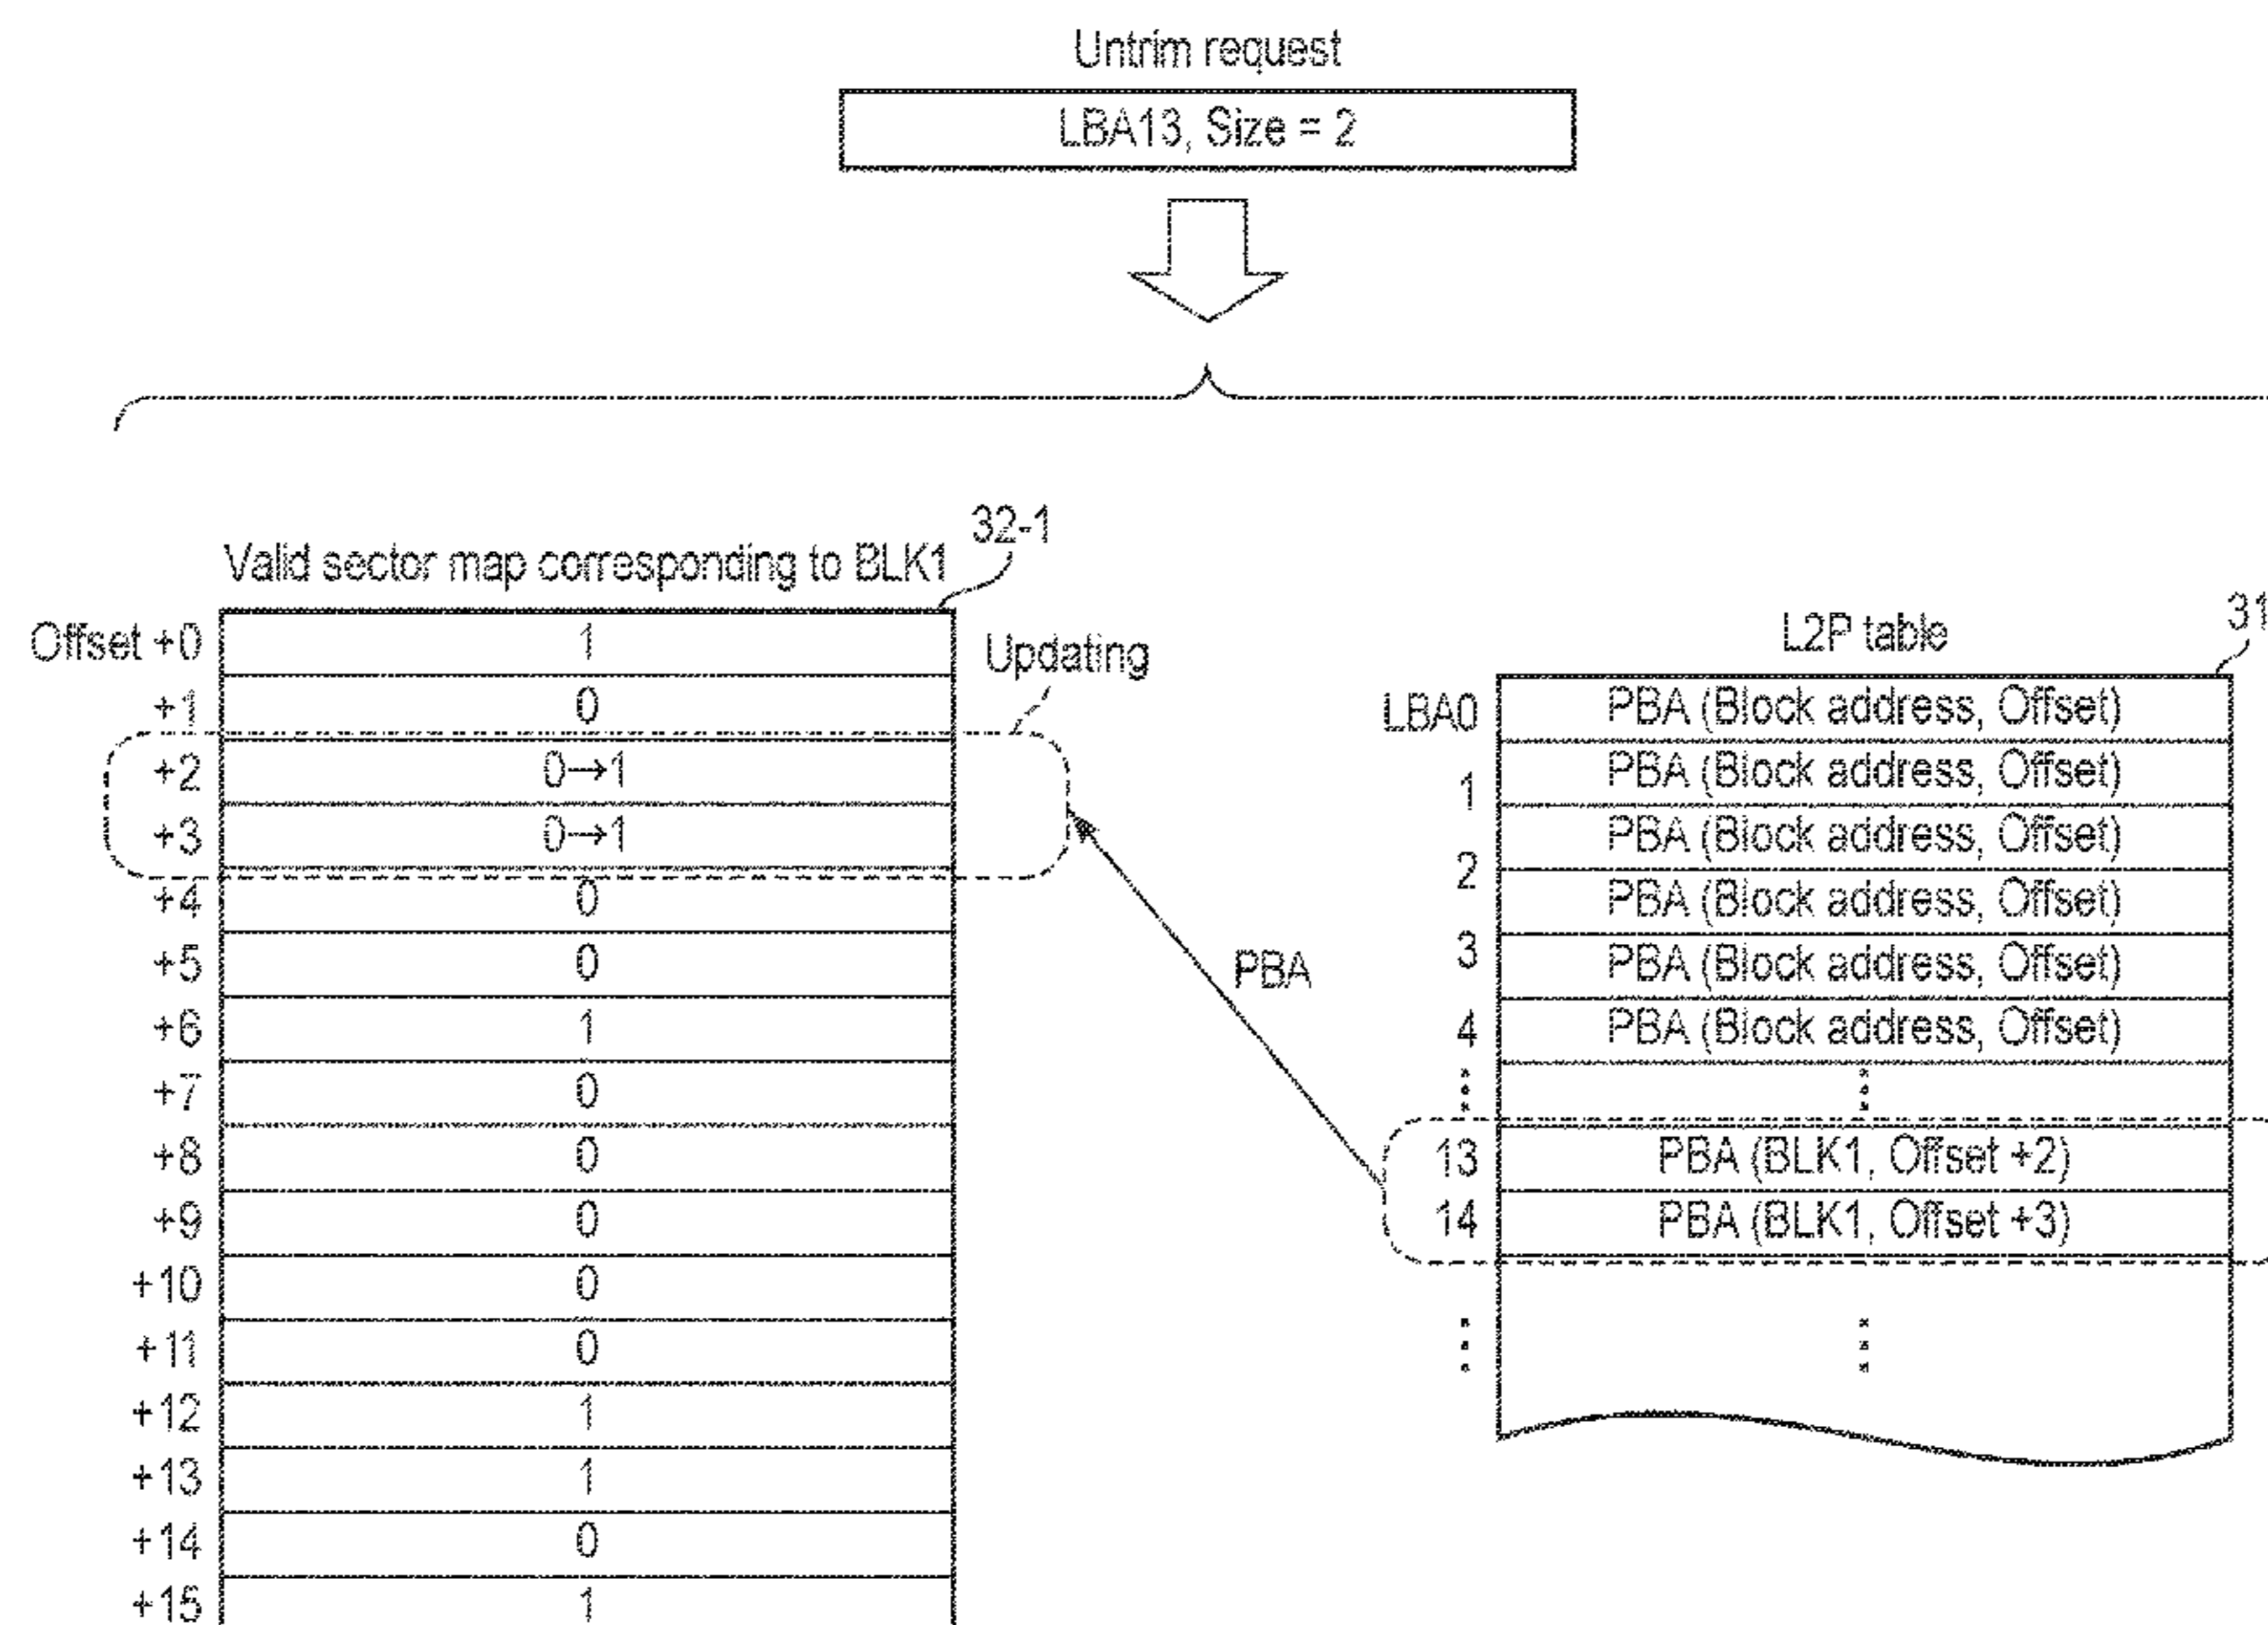 Untrim request
LBA13, Size = 2
32-1
Valid sector map corresponding to BLK1
Offset +0 1
Updating
+1 0
+2 0→1
+3 0→1
+4 0
+5 0
+6 1
+7 0
+8 0
+9 0
+10 0
+11 0
+12 1
+13 1
+14 0
+15 1
PBA
31
L2P table
LBA0 PBA (Block address, Offset)
1 PBA (Block address, Offset)
2 PBA (Block address, Offset)
3 PBA (Block address, Offset)
4 PBA (Block address, Offset)
PBA (Block address, Offset)
⋮ ⋮
13 PBA (BLK1, Offset +2)
14 PBA (BLK1, Offset +3)
⋮ ⋮